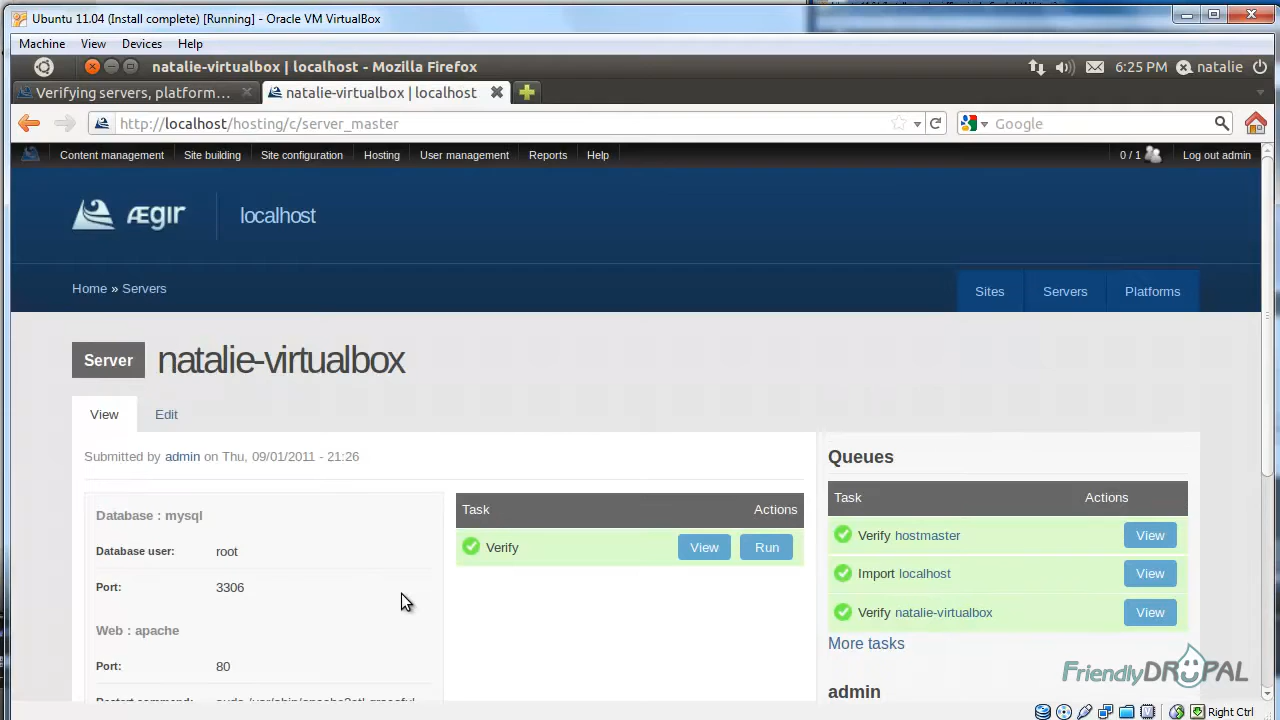 Ubuntu 11.04 (Install complete) [Running] - Oracle VM VirtualBox
Machine View Devices Help
natalie-virtualbox | localhost - Mozilla Firefox
6:25 PM natalie
Verifying servers, platform...
natalie-virtualbox | localhost
http://localhost/hosting/c/server_master
Google
Content management Site building Site configuration Hosting User management Reports Help
0 / 1 Log out admin
ÆGIR localhost
Home » Servers
Sites Servers Platforms
Server natalie-virtualbox
View Edit
Submitted by admin on Thu, 09/01/2011 - 21:26
Database : mysql
Database user: root
Port: 3306
Web : apache
Port: 80
Task Actions
Verify View Run
Queues
Task Actions
Verify hostmaster View
Import localhost View
Verify natalie-virtualbox View
More tasks
admin
FriendlyDRUPAL
Right Ctrl